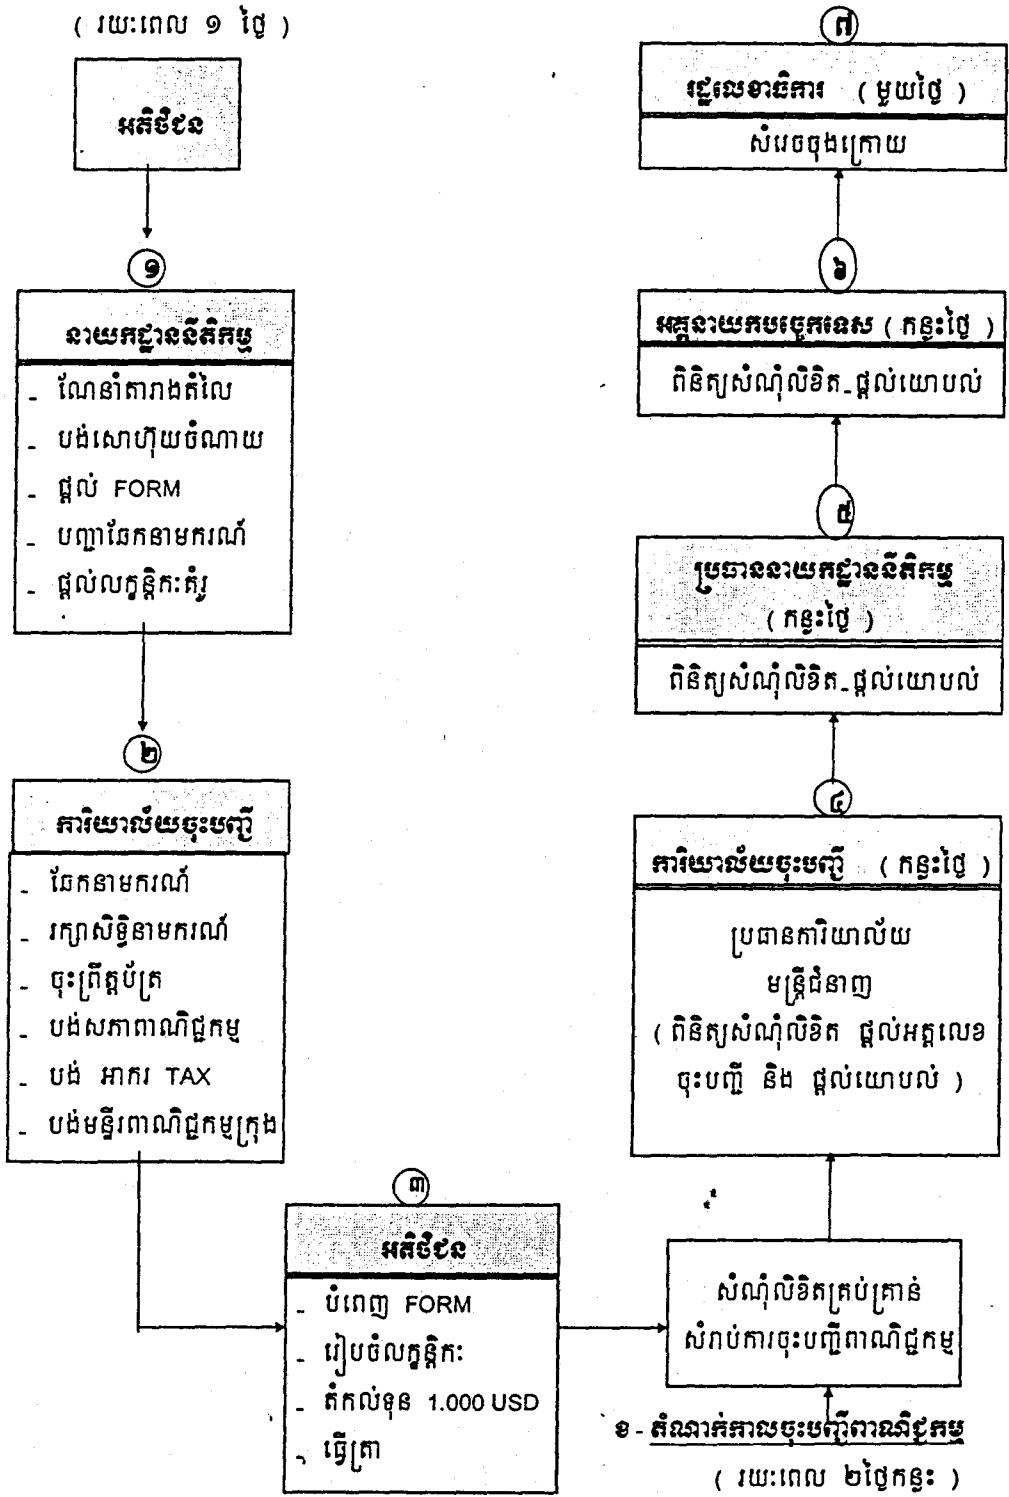 ( រយ:ពេល ១ ថ្ងៃ )
អតិថិជន
១
នាយកដ្ឋាននីតិកម្ម
- ណែនាំតារាងតំលៃ
- បង់សោហ៊ុយចំណាយ
- ផ្តល់ FORM
- បញ្ជាឆែកនាមករណ៍
- ផ្តល់លក្ខន្តិក:គំរូ
២
ការិយាល័យចុះបញ្ជី
- ឆែកនាមករណ៍
- រក្សាសិទ្ធិនាមករណ៍
- ចុះព្រឹត្តប័ត្រ
- បង់សភាពាណិជ្ជកម្ម
- បង់ អាករ TAX
- បង់មន្ទីរពាណិជ្ជកម្មក្រុង
៣
អតិថិជន
- បំពេញ FORM
- រៀបចំលក្ខន្តិក:
- តំកល់ទុន 1.000 USD
- ធ្វើត្រា
៧
រដ្ឋលេខាធិការ ( មួយថ្ងៃ )
សំរេចចុងក្រោយ
៦
អគ្គនាយកបច្ចេកទេស ( កន្លះថ្ងៃ )
ពិនិត្យសំណុំលិខិត-ផ្តល់យោបល់
៥
ប្រធាននាយកដ្ឋាននីតិកម្ម
( កន្លះថ្ងៃ )
ពិនិត្យសំណុំលិខិត-ផ្តល់យោបល់
៤
ការិយាល័យចុះបញ្ជី ( កន្លះថ្ងៃ )
ប្រធានការិយាល័យ
មន្ត្រីជំនាញ
( ពិនិត្យសំណុំលិខិត ផ្តល់អត្តលេខ
ចុះបញ្ជី និង ផ្តល់យោបល់ )
សំណុំលិខិតគ្រប់គ្រាន់
សំរាប់ការចុះបញ្ជីពាណិជ្ជកម្ម
ខ - តំណាក់កាលចុះបញ្ជីពាណិជ្ជកម្ម
( រយ:ពេល ២ថ្ងៃកន្លះ )